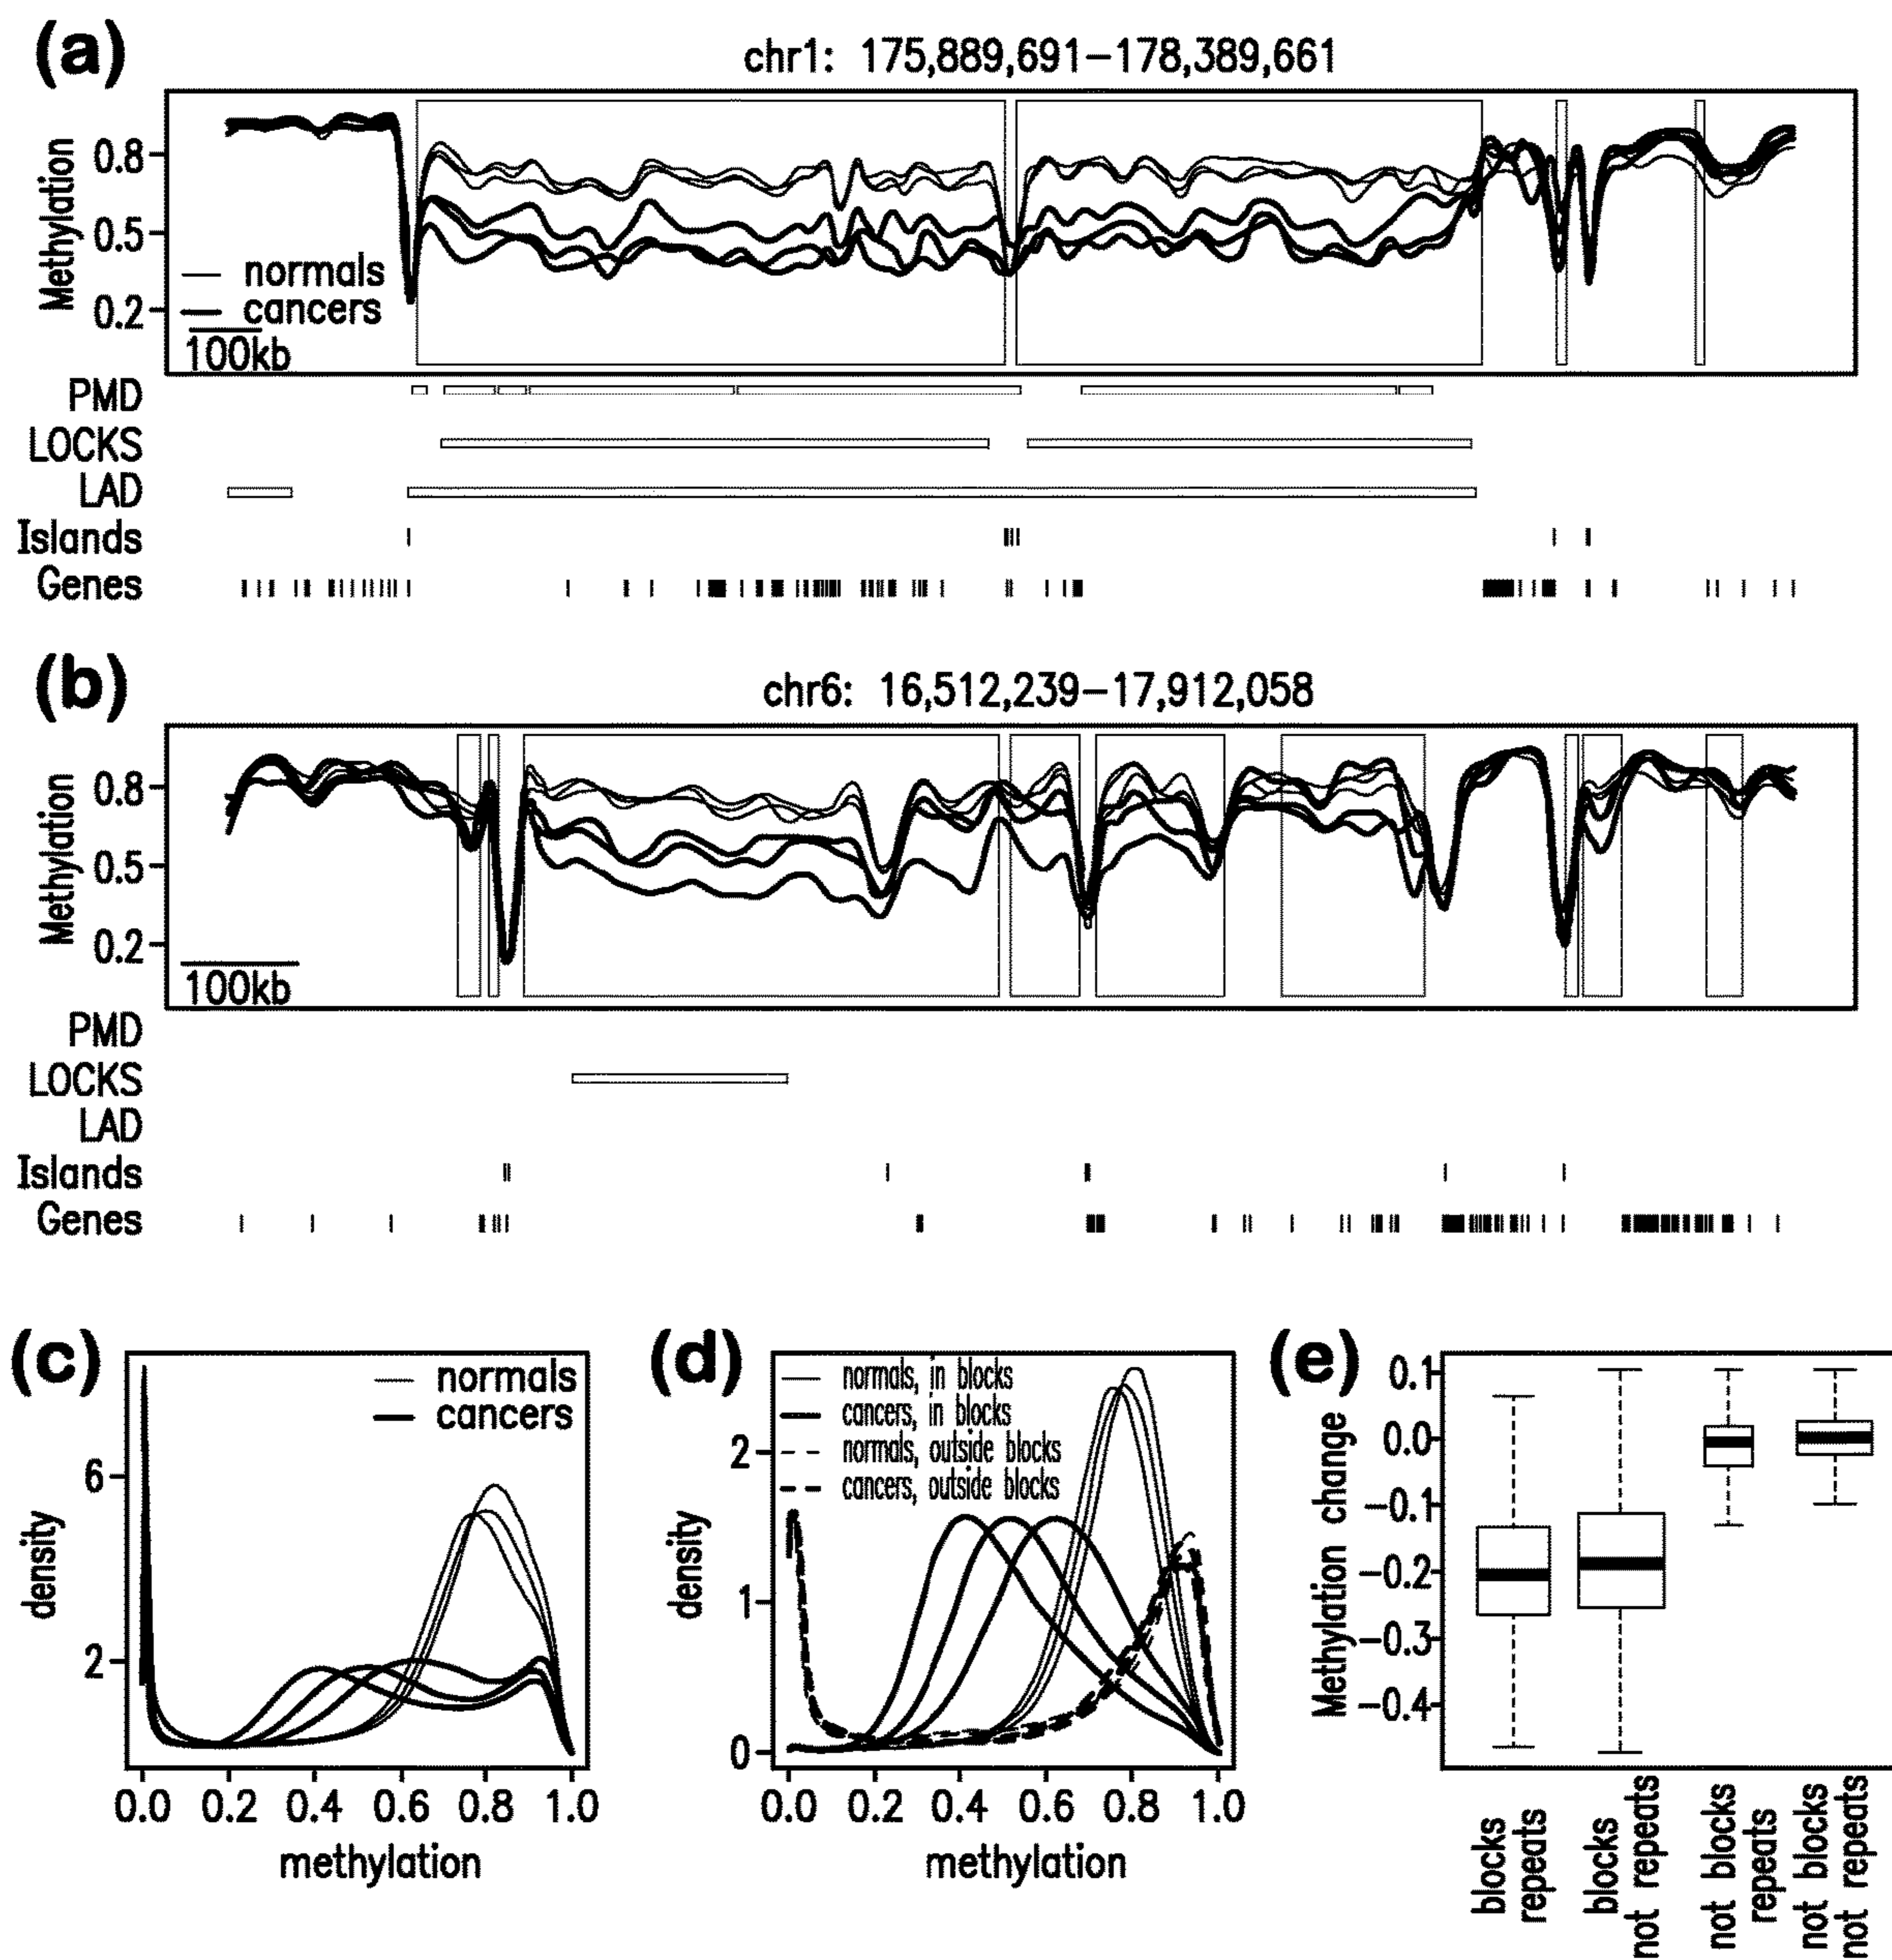 (a)
chr1: 175,889,691-178,389,661
Methylation
0.8
0.5
0.2
normals
cancers
100kb
PMD
LOCKS
LAD
Islands
Genes
(b)
chr6: 16,512,239-17,912,058
Methylation
0.8
0.5
0.2
100kb
PMD
LOCKS
LAD
Islands
Genes
(c)
normals
cancers
density
6
2
0.0 0.2 0.4 0.6 0.8 1.0
methylation
(d)
normals, in blocks
cancers, in blocks
normals, outside blocks
cancers, outside blocks
density
2
1
0
0.0 0.2 0.4 0.6 0.8 1.0
methylation
(e)
Methylation change
0.1
0.0
-0.1
-0.2
-0.3
-0.4
blocks
repeats
blocks
not repeats
not blocks
repeats
not blocks
not repeats